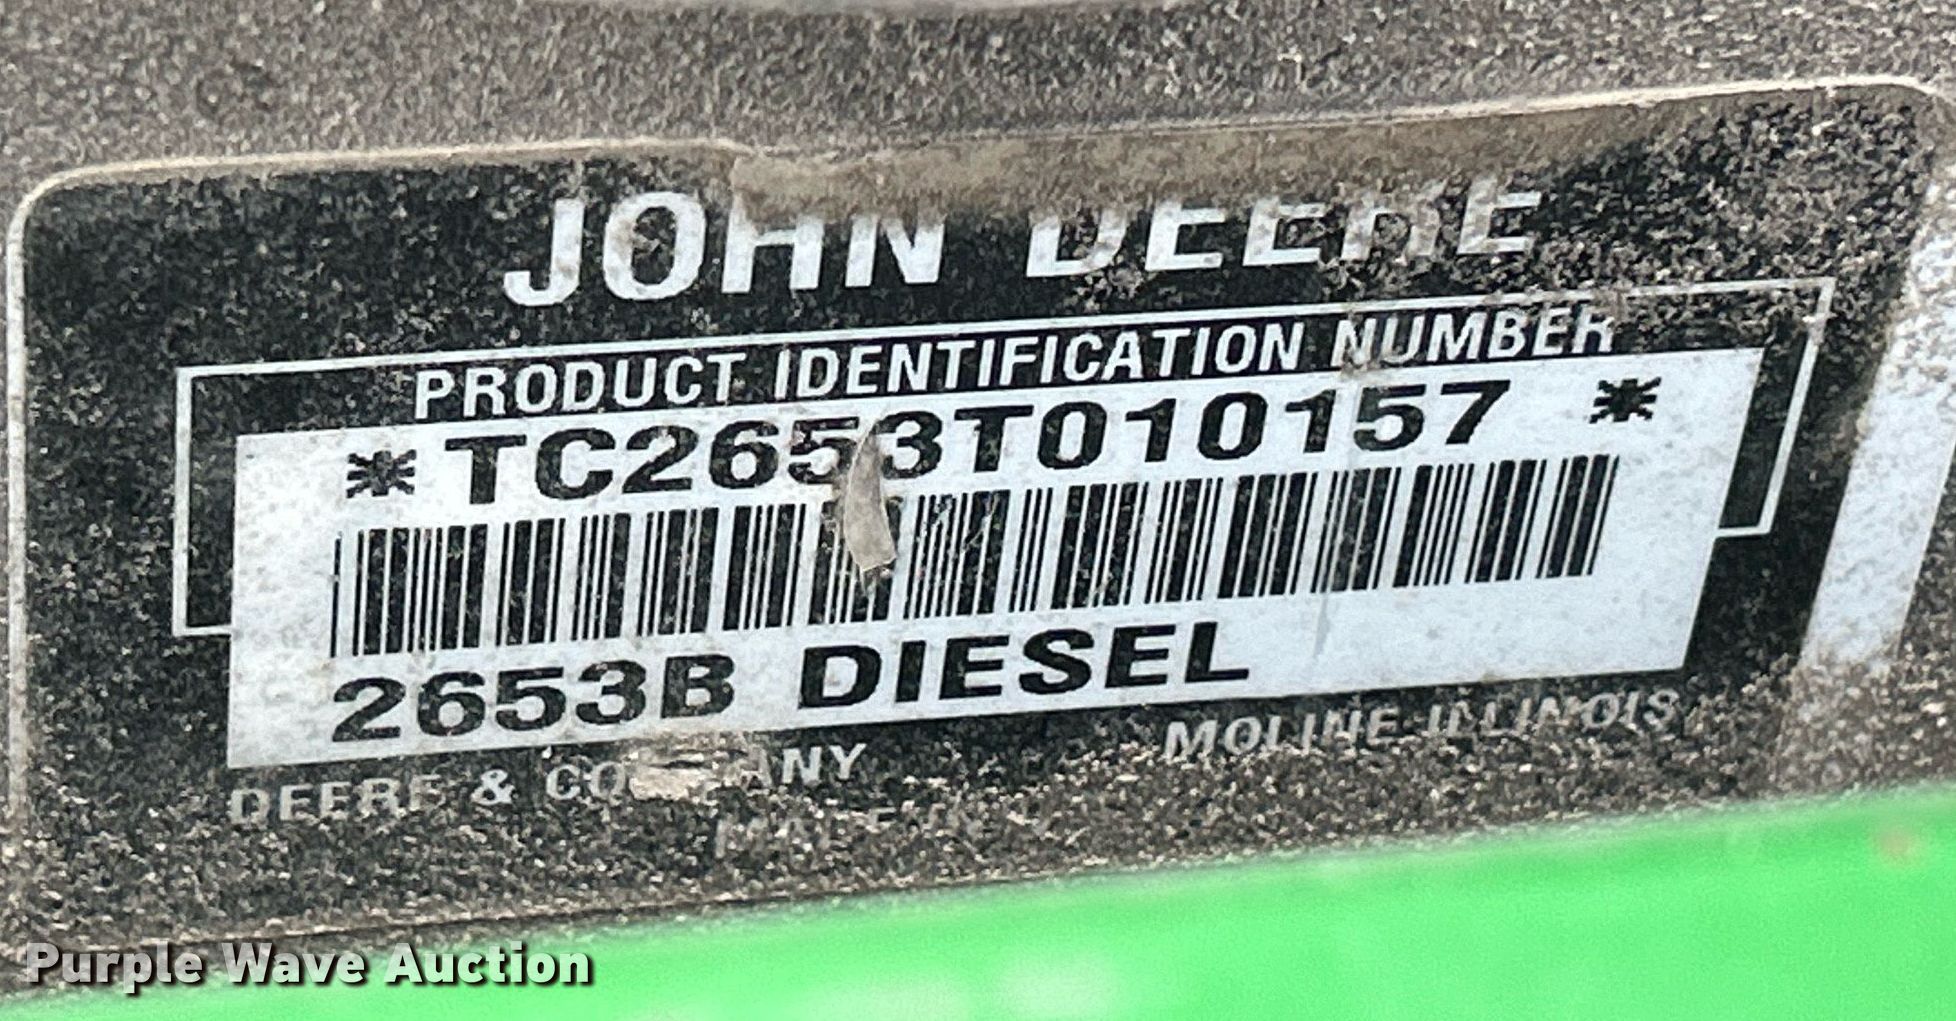 JOHN DEERE
PRODUCT IDENTIFICATION NUMBER
*TC2653T010157 *
2653B DIESEL
DEERE & COMPANY MOLINE ILLINOIS
Purple Wave Auction